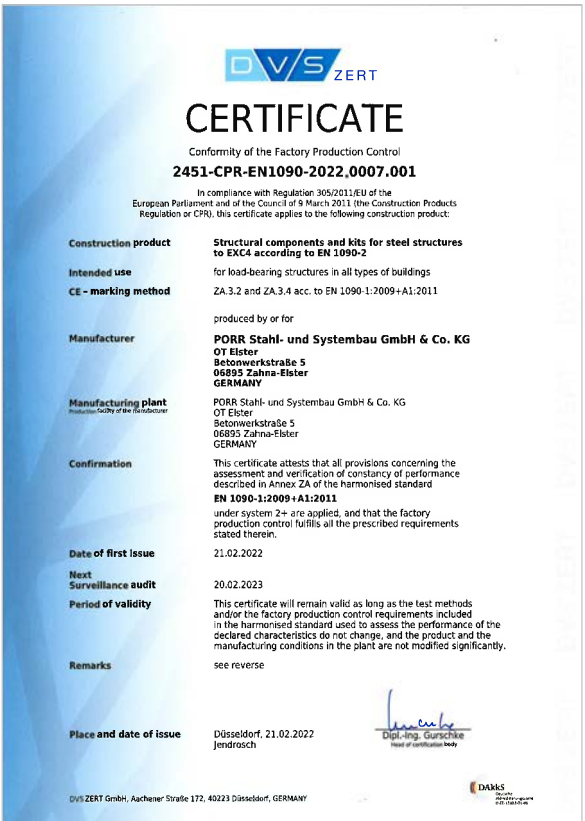 DVS ZERT
CERTIFICATE
Conformity of the Factory Production Control
2451-CPR-EN1090-2022.0007.001
In compliance with Regulation 305/2011/EU of the
European Parliament and of the Council of 9 March 2011 (the Construction Products
Regulation or CPR), this certificate applies to the following construction product:
Construction product
Structural components and kits for steel structures
to EXC4 according to EN 1090-2
Intended use
for load-bearing structures in all types of buildings
CE – marking method
ZA.3.2 and ZA.3.4 acc. to EN 1090-1:2009+A1:2011
produced by or for
Manufacturer
PORR Stahl- und Systembau GmbH & Co. KG
OT Elster
Betonwerkstraße 5
06895 Zahna-Elster
GERMANY
Manufacturing plant
Production facility of the manufacturer
PORR Stahl- und Systembau GmbH & Co. KG
OT Elster
Betonwerkstraße 5
06895 Zahna-Elster
GERMANY
Confirmation
This certificate attests that all provisions concerning the
assessment and verification of constancy of performance
described in Annex ZA of the harmonised standard
EN 1090-1:2009+A1:2011
under system 2+ are applied, and that the factory
production control fulfills all the prescribed requirements
stated therein.
Date of first issue
21.02.2022
Next
Surveillance audit
20.02.2023
Period of validity
This certificate will remain valid as long as the test methods
and/or the factory production control requirements included
in the harmonised standard used to assess the performance of the
declared characteristics do not change, and the product and the
manufacturing conditions in the plant are not modified significantly.
Remarks
see reverse
Place and date of issue
Düsseldorf, 21.02.2022
Jendrosch
Dipl.-Ing. Gurschke
Head of certification body
DVS ZERT GmbH, Aachener Straße 172, 40223 Düsseldorf, GERMANY
DAkkS
Deutsche
Akkreditierungsstelle